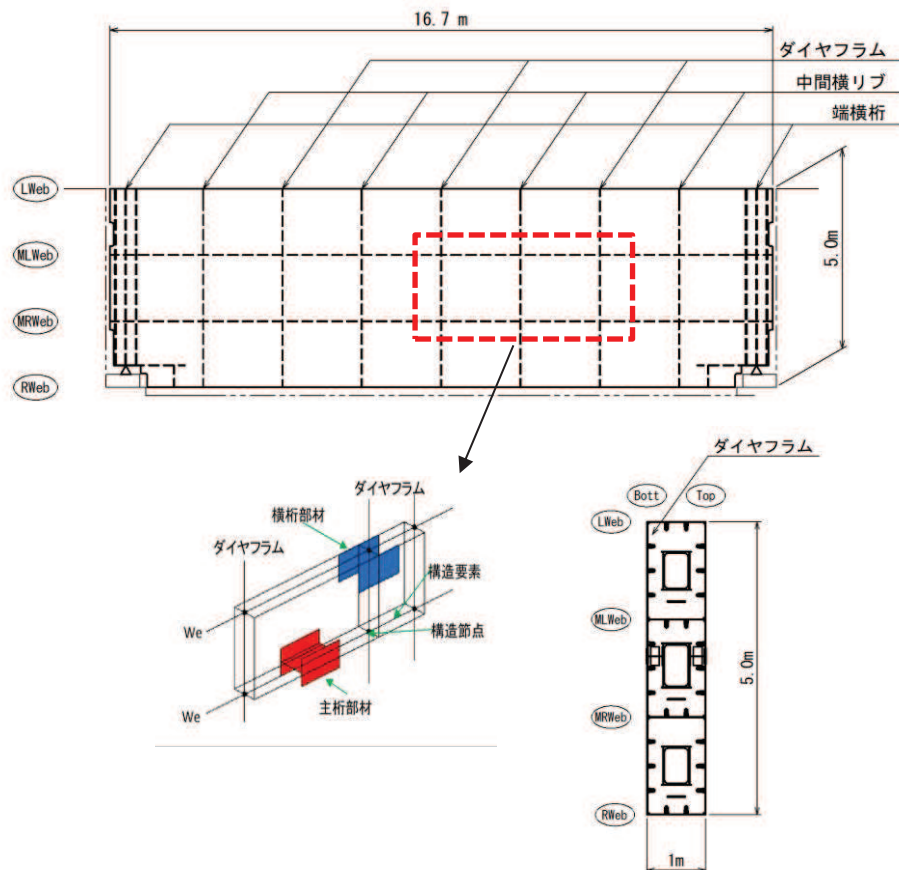 16.7 m
ダイヤフラム
中間横リブ
端横桁
LWeb
MLWeb
MRWeb
RWeb
5.0m
ダイヤフラム
横桁部材
ダイヤフラム
構造要素
構造節点
We
We
主桁部材
ダイヤフラム
Bott
Top
LWeb
MLWeb
MRWeb
RWeb
5.0m
1m